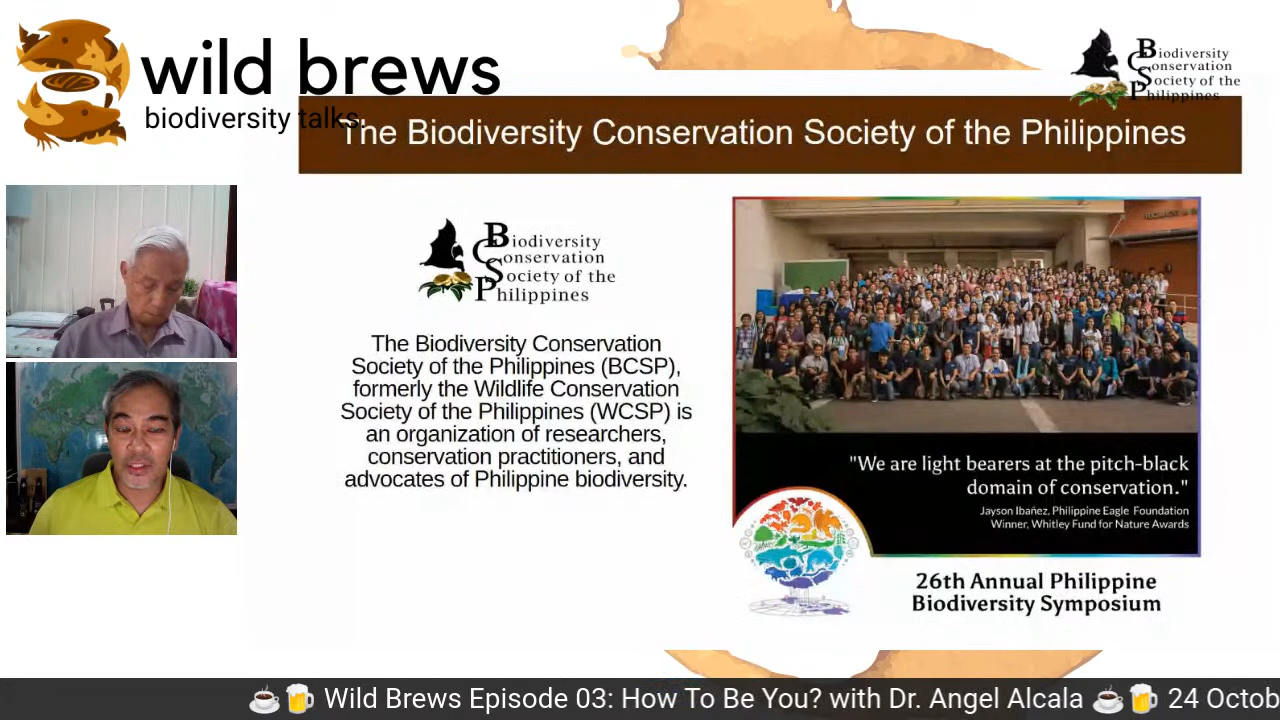 wild brews
biodiversity talks.
Biodiversity
Conservation
Society of the
Philippines
The Biodiversity Conservation Society of the Philippines
Biodiversity
Conservation
Society of the
Philippines
The Biodiversity Conservation
Society of the Philippines (BCSP),
formerly the Wildlife Conservation
Society of the Philippines (WCSP) is
an organization of researchers,
conservation practitioners, and
advocates of Philippine biodiversity.
"We are light bearers at the pitch-black
domain of conservation."
Jayson Ibañez, Philippine Eagle Foundation
Winner, Whitley Fund for Nature Awards
26th Annual Philippine
Biodiversity Symposium
☕🍺 Wild Brews Episode 03: How To Be You? with Dr. Angel Alcala ☕🍺 24 Octob